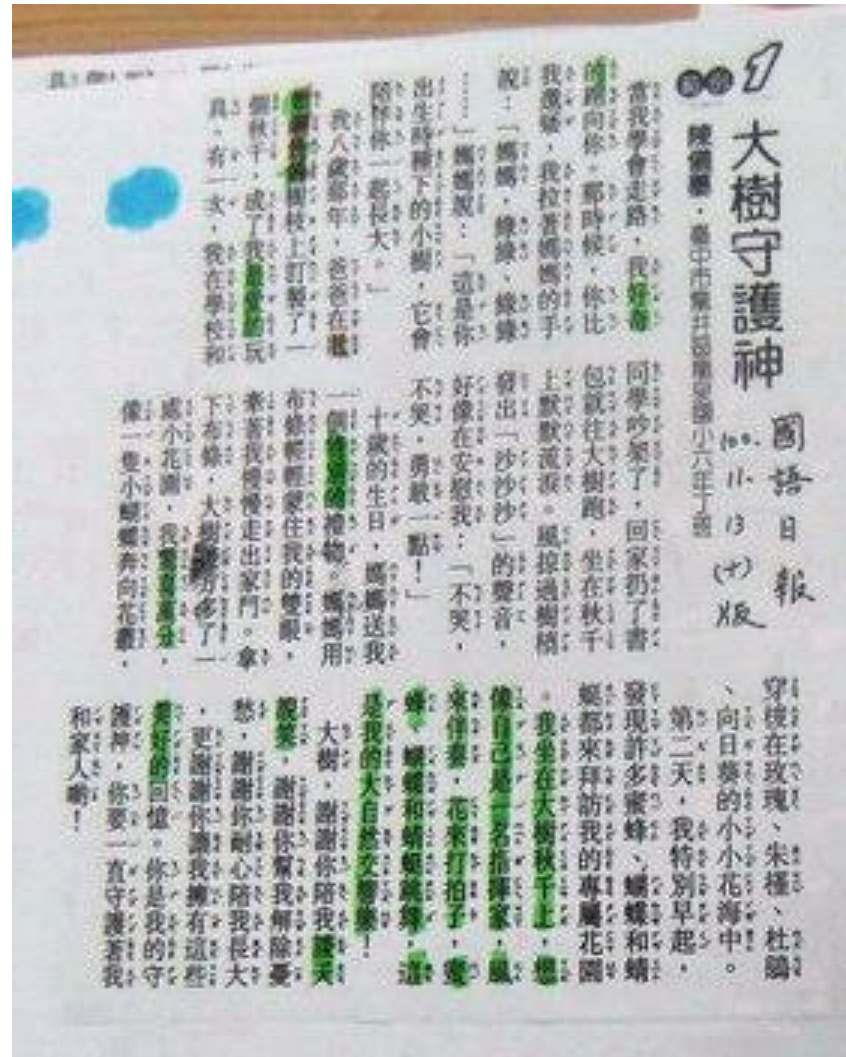 1
大樹守護神
國語日報
100.11.13
(十)版
臺中市
國小六年丁班
當我學會走路，我好奇
的蹭向你。那時候，你比
我還矮，我拉著媽媽的手
說：「媽媽，綠綠、綠綠
……」媽媽說：「這是你
出生時種下的小樹，它會
陪伴你一起長大。」
我八歲那年，爸爸在
樹枝上打製了一
個秋千，成了我最愛的玩
具。有一次，我在學校和
同學吵架了，回家扔了書
包就往大樹跑，坐在秋千
上默默流淚。風掠過樹梢
發出「沙沙沙」的聲音，
好像在安慰我：「不哭，
不哭，勇敢一點！」
十歲的生日，媽媽送我
一個特別的禮物。媽媽用
布條輕輕蒙住我的雙眼，
牽著我慢慢走出家門。拿
下布條，大樹旁多了一
處小花園，我
像一隻小蝴蝶奔向花叢，
穿梭在玫瑰、朱槿、杜鵑
、向日葵的小小花海中。
第二天，我特別早起，
發現許多蜜蜂、蝴蝶和蜻
蜓都來拜訪我的專屬花園
。我坐在大樹秋千上，想
像自己是一名指揮家，風
來伴奏，花來打拍子，蜜
蜂、蝴蝶和蜻蜓跳舞，這
是我的大自然交響樂！
大樹，謝謝你陪我談天
說笑，謝謝你幫我解除憂
愁，謝謝你耐心陪我長大
，更謝謝你讓我擁有這些
美好的回憶。你是我的守
護神，你要一直守護著我
和家人喲！